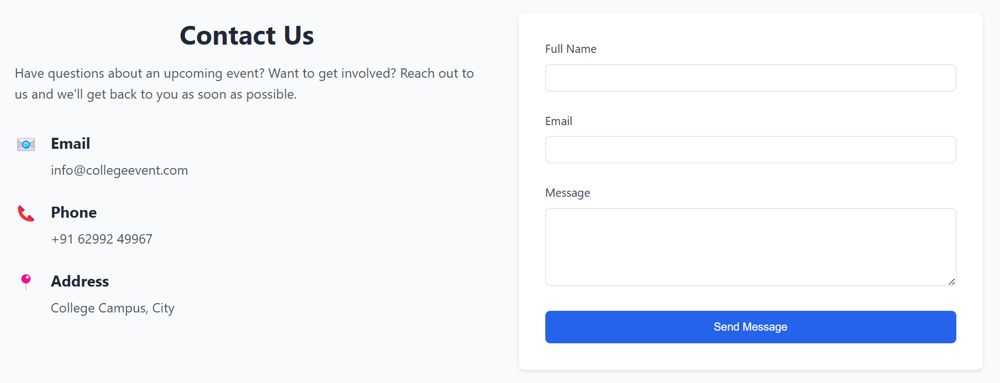 Contact Us
Have questions about an upcoming event? Want to get involved? Reach out to
us and we'll get back to you as soon as possible.
Email
info@collegeevent.com
Phone
+91 62992 49967
Address
College Campus, City
Full Name
Email
Message
Send Message